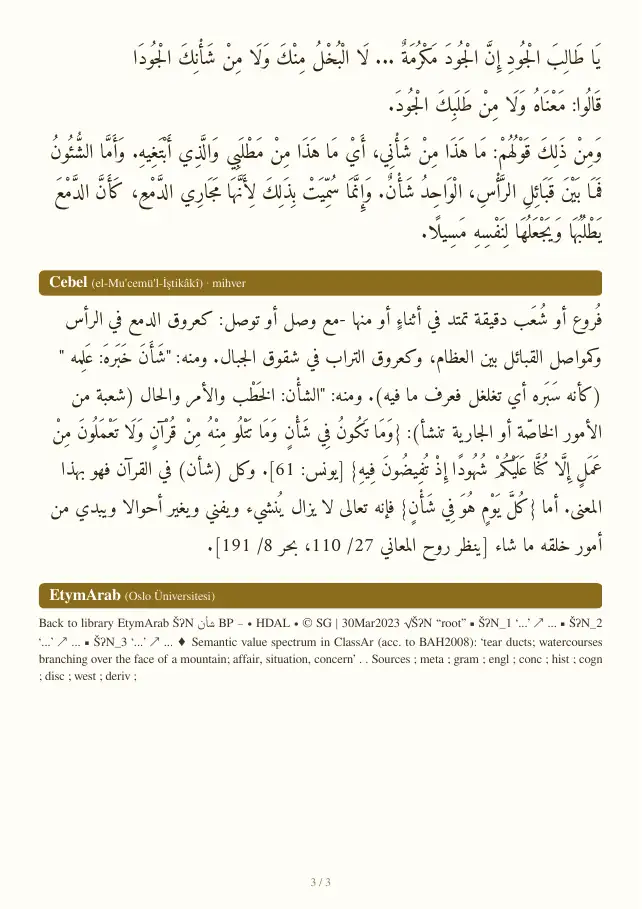 يَا طَالِبَ الْجُودِ إِنَّ الْجُودَ مَكْرُمَةٌ ... لَا الْبُخْلُ مِنْكَ وَلَا مِنْ شَأْنِكَ الْجُودَا
قَالُوا: مَعْنَاهُ وَلَا مِنْ طَلَبِكَ الْجُودَ.
وَمِنْ ذَلِكَ قَوْلُهُمْ: مَا هَذَا مِنْ شَأْنِي، أَيْ مَا هَذَا مِنْ مَطْلَبِي وَالَّذِي أَبْتَغِيهِ. وَأَمَّا الشُّئُونُ
فَمَا بَيْنَ قَبَائِلِ الرَّأْسِ، الْوَاحِدُ شَأْنٌ. وَإِنَّمَا سُمِّيَتْ بِذَلِكَ لِأَنَّهَا مَجَارِي الدَّمْعِ، كَأَنَّ الدَّمْعَ
يَطْلُبُهَا وَيَجْعَلُهَا لِنَفْسِهِ مَسِيلًا.
Cebel (el-Mu'cemü'l-İştikâkî) · mihver
فُروع أو شُعَب دقيقة تمتد في أثناءٍ أو منها -مع وصل أو توصل: كعروق الدمع في الرأس
وكمواصل القبائل بين العظام، وكعروق التراب في شقوق الجبال. ومنه: "شَأَنَ خَبَرَهَ: عَلِمه "
(كأنه سَبَره أي تغلغل فعرف ما فيه). ومنه: "الشأْن: الخَطْب والأمر والحال (شعبة من
الأمور الخاصّة أو الجارية تنشأ): {وَمَا تَكُونُ فِي شَأْنٍ وَمَا تَتْلُو مِنْهُ مِنْ قُرْآنٍ وَلَا تَعْمَلُونَ مِنْ
عَمَلٍ إِلَّا كُنَّا عَلَيْكُمْ شُهُودًا إِذْ تُفِيضُونَ فِيهِ} [يونس: 61]. وكل (شأن) في القرآن فهو بهذا
المعنى. أما {كُلَّ يَوْمٍ هُوَ فِي شَأْنٍ} فإنه تعالى لا يزال يُنشيء ويفني ويغير أحوالا ويبدي من
أمور خلقه ما شاء [ينظر روح المعاني 27/ 110، بحر 8/ 191].
EtymArab (Oslo Üniversitesi)
Back to library EtymArab ŠʔN شأن BP – • HDAL • © SG | 30Mar2023 √ŠʔN “root” ▪ ŠʔN_1 ‘...’ ↗ ... ▪ ŠʔN_2
‘...’ ↗ ... ▪ ŠʔN_3 ‘...’ ↗ ... ♦ Semantic value spectrum in ClassAr (acc. to BAH2008): ‘tear ducts; watercourses
branching over the face of a mountain; affair, situation, concern’ . . Sources ; meta ; gram ; engl ; conc ; hist ; cogn
; disc ; west ; deriv ;
3 / 3